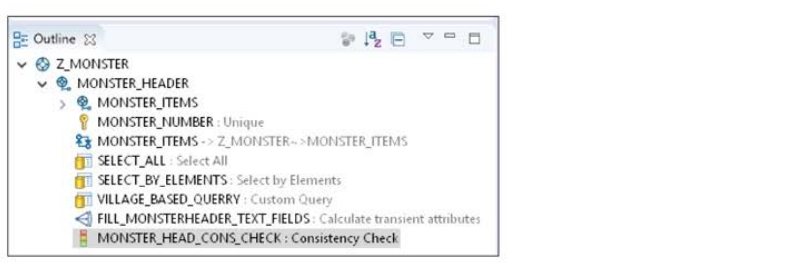 Outline
Z_MONSTER
MONSTER_HEADER
MONSTER_ITEMS
MONSTER_NUMBER : Unique
MONSTER_ITEMS -> Z_MONSTER~>MONSTER_ITEMS
SELECT_ALL : Select All
SELECT_BY_ELEMENTS : Select by Elements
VILLAGE_BASED_QUERRY : Custom Query
FILL_MONSTERHEADER_TEXT_FIELDS : Calculate transient attributes
MONSTER_HEAD_CONS_CHECK : Consistency Check